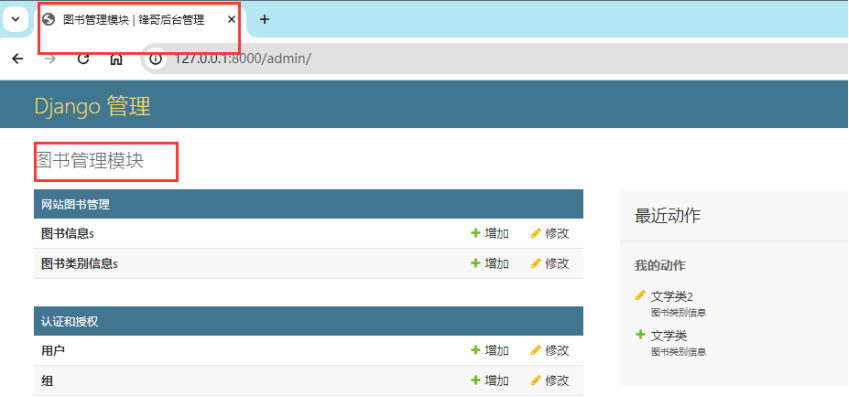 图书管理模块 | 锋哥后台管理
127.0.0.1:8000/admin/
Django 管理
图书管理模块
网站图书管理
图书信息s 增加 修改
图书类别信息s 增加 修改
认证和授权
用户 增加 修改
组 增加 修改
最近动作
我的动作
文学类2
图书类别信息
文学类
图书类别信息